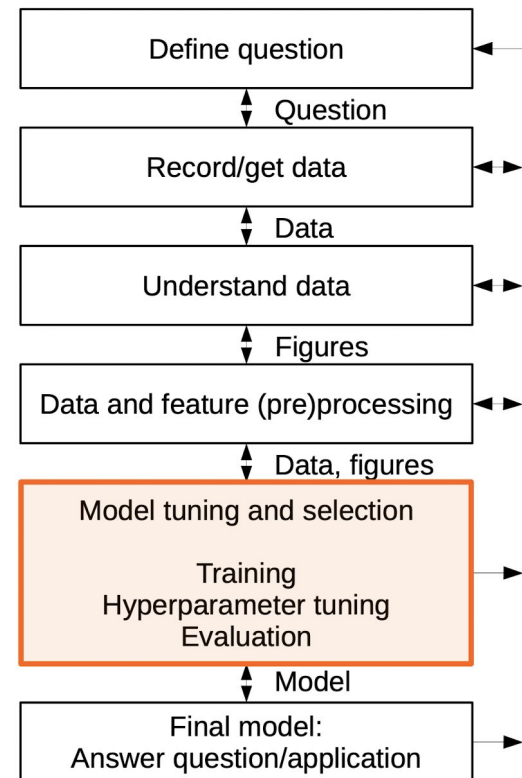 Define question
Question
Record/get data
Data
Understand data
Figures
Data and feature (pre)processing
Data, figures
Model tuning and selection
Training
Hyperparameter tuning
Evaluation
Model
Final model:
Answer question/application